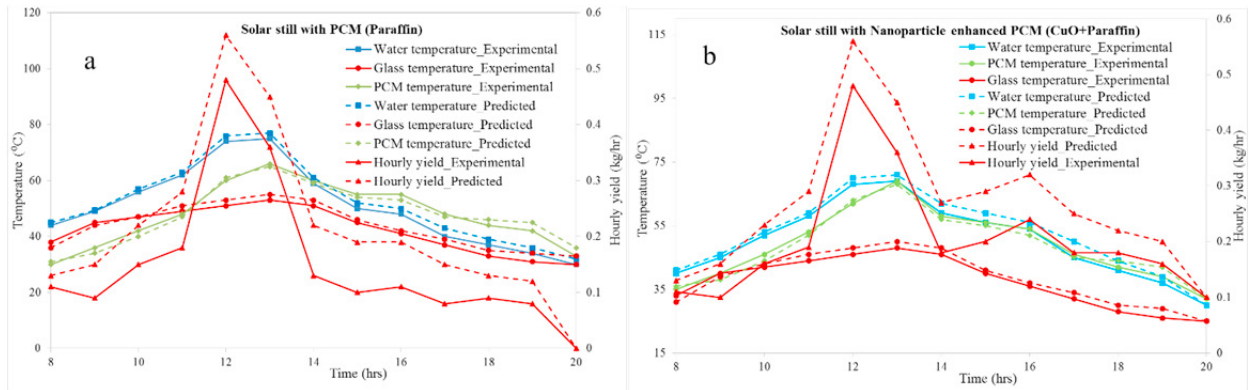 Solar still with PCM (Paraffin)
a
Water temperature_Experimental
Glass temperature_Experimental
PCM temperature_Experimental
Water temperature_Predicted
Glass temperature_Predicted
PCM temperature_Predicted
Hourly yield_Experimental
Hourly yield_Predicted
Temperature (⁰C)
120
100
80
60
40
20
0
Hourly yield (kg/hr)
0.6
0.5
0.4
0.3
0.2
0.1
0
8 10 12 14 16 18 20
Time (hrs)
Solar still with Nanoparticle enhanced PCM (CuO+Paraffin)
b
Water temperature_Experimental
PCM temperature_Experimental
Glass temperature_Experimental
Water temperature_Predicted
PCM temperature_Predicted
Glass temperature_Predicted
Hourly yield_Predicted
Hourly yield_Experimental
Temperature (⁰C)
115
95
75
55
35
15
Hourly yield (kg/hr)
0.6
0.5
0.4
0.3
0.2
0.1
0
8 10 12 14 16 18 20
Time (hrs)